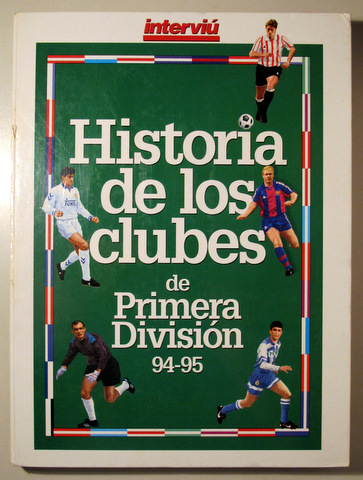 interviú
Historia
de los
clubes
de
Primera
División
94-95